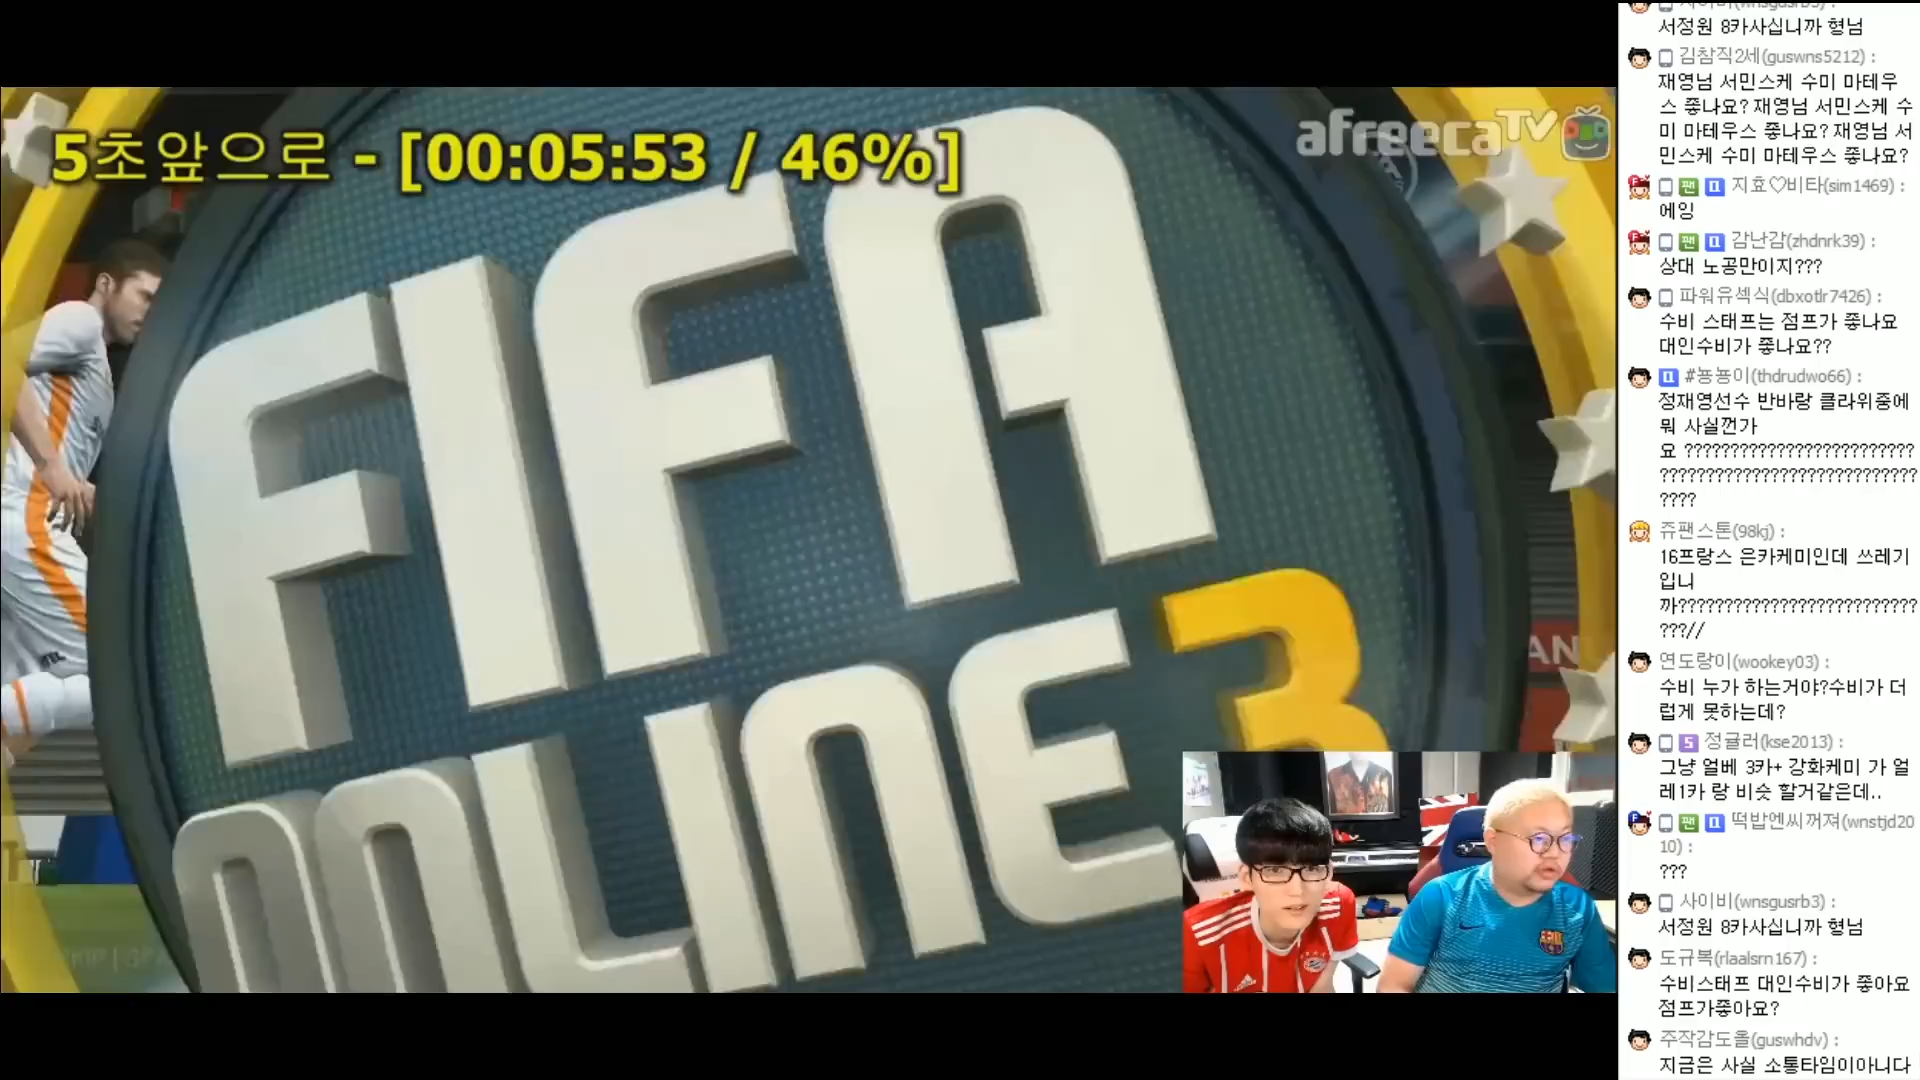 5초앞으로 - [00:05:53 / 46%]
afreecaTV
FIFA
ONLINE 3
서정원 8카사십니까 형님
김참직2세(guswns5212) :
재영님 서민스케 수미 마테우
스 좋나요? 재영님 서민스케 수
미 마테우스 좋나요? 재영님 서
민스케 수미 마테우스 좋나요?
팬 지효♡비타(sim1469) :
에잉
팬 감난감(zhdnrk39) :
상대 노공만이지???
파워유섹식(dbxotlr7426) :
수비 스태프는 점프가 좋나요
대인수비가 좋나요??
#뇽뇽이(thdrudwo66) :
정재영선수 반바랑 클라위중에
뭐 사실껀가
요 ?????????????????????????
????????????????????????????
????
쥬팬스톤(98kj) :
16프랑스 은카케미인데 쓰레기
입니
까??????????????????????????
???//
연도랑이(wookey03) :
수비 누가 하는거야?수비가 더
럽게 못하는데?
S 정귤러(kse2013) :
그냥 얼베 3카+ 강화케미 가 얼
레1카 랑 비슷 할거같은데..
팬 떡밥엔씨꺼져(wnstjd20
10) :
???
사이비(wnsgusrb3) :
서정원 8카사십니까 형님
도규복(rlaalsrn167) :
수비스태프 대인수비가 좋아요
점프가좋아요?
주작감도올(guswhdv) :
지금은 사실 소통타임이아니다